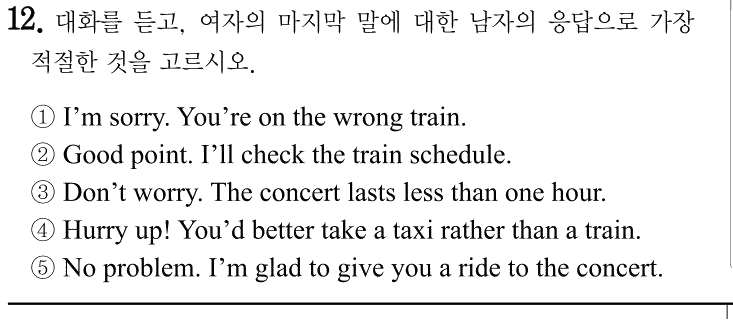 12. 대화를 듣고, 여자의 마지막 말에 대한 남자의 응답으로 가장
적절한 것을 고르시오.
① I’m sorry. You’re on the wrong train.
② Good point. I’ll check the train schedule.
③ Don’t worry. The concert lasts less than one hour.
④ Hurry up! You’d better take a taxi rather than a train.
⑤ No problem. I’m glad to give you a ride to the concert.